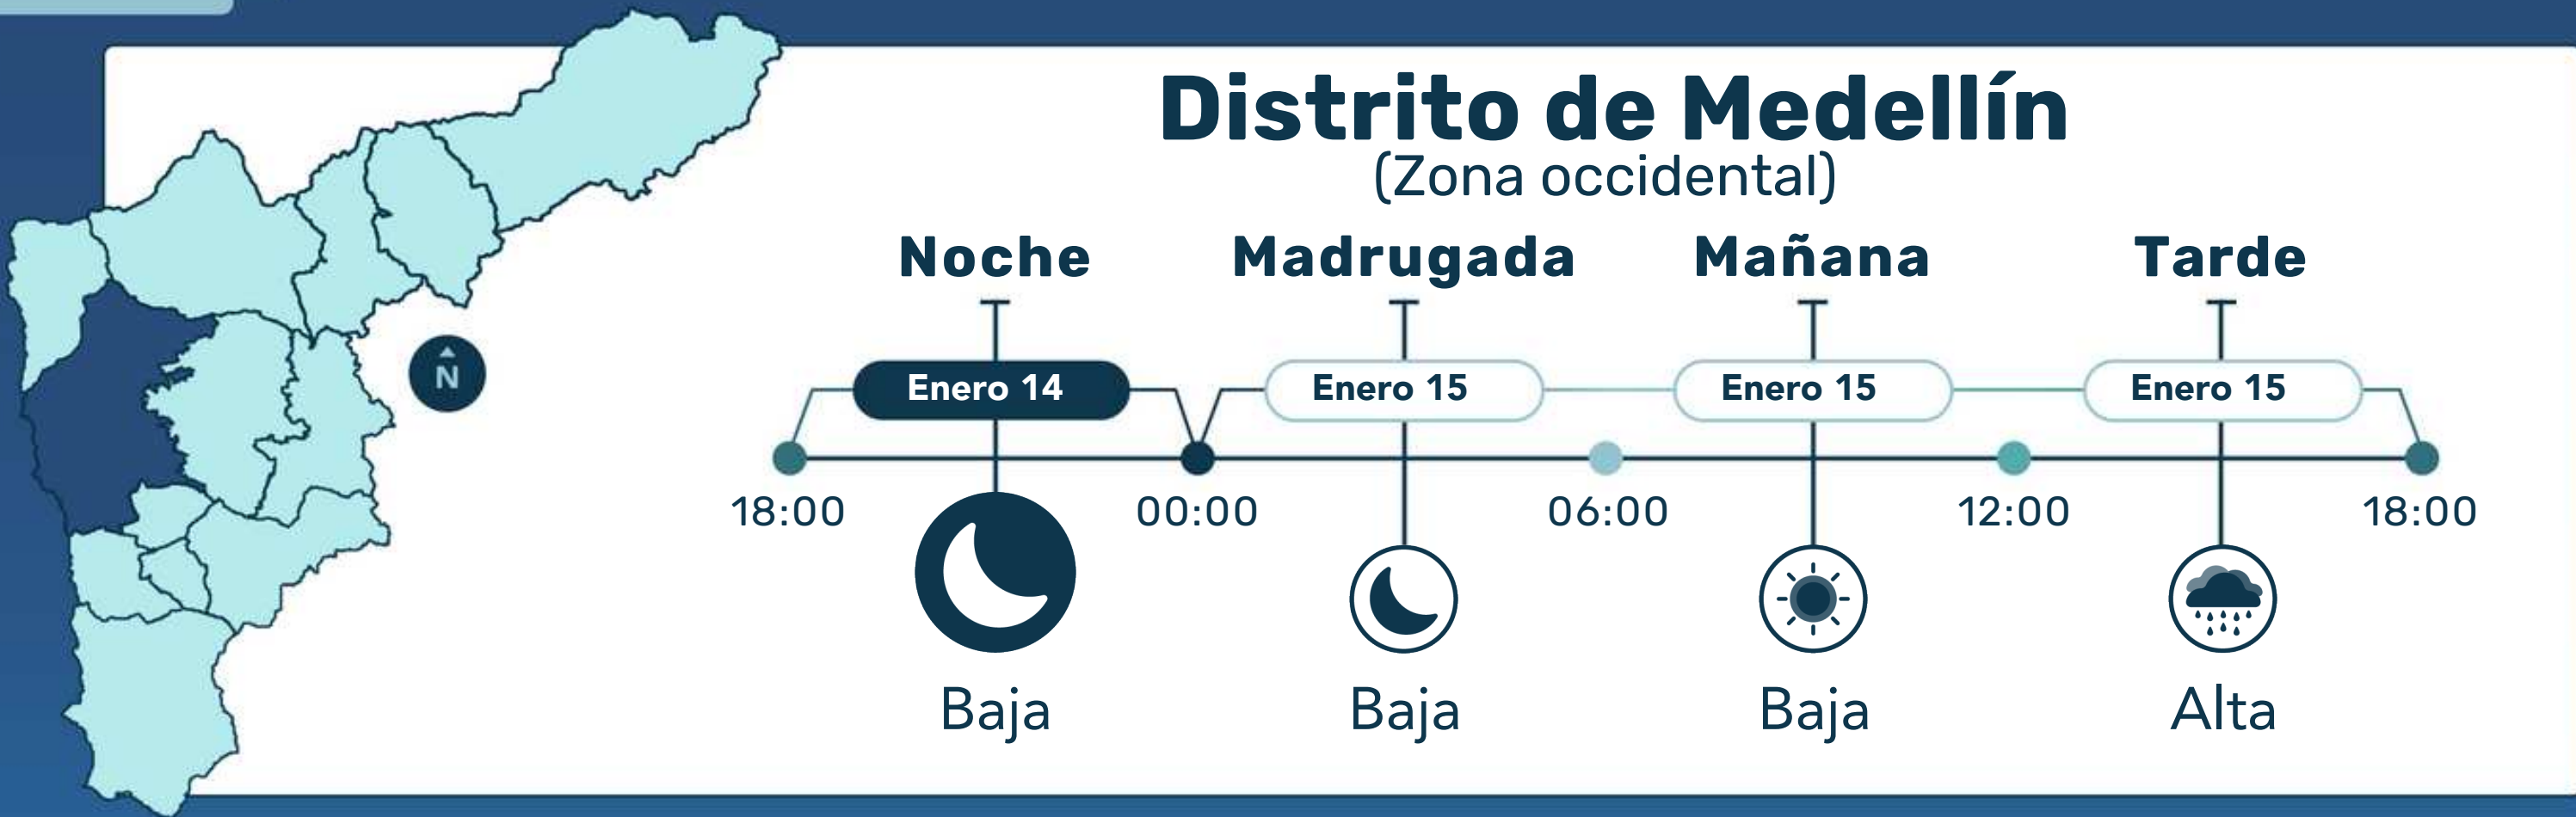 Distrito de Medellín
(Zona occidental)
Noche Madrugada Mañana Tarde
Enero 14 Enero 15 Enero 15 Enero 15
N
18:00 00:00 06:00 12:00 18:00
Baja Baja Baja Alta